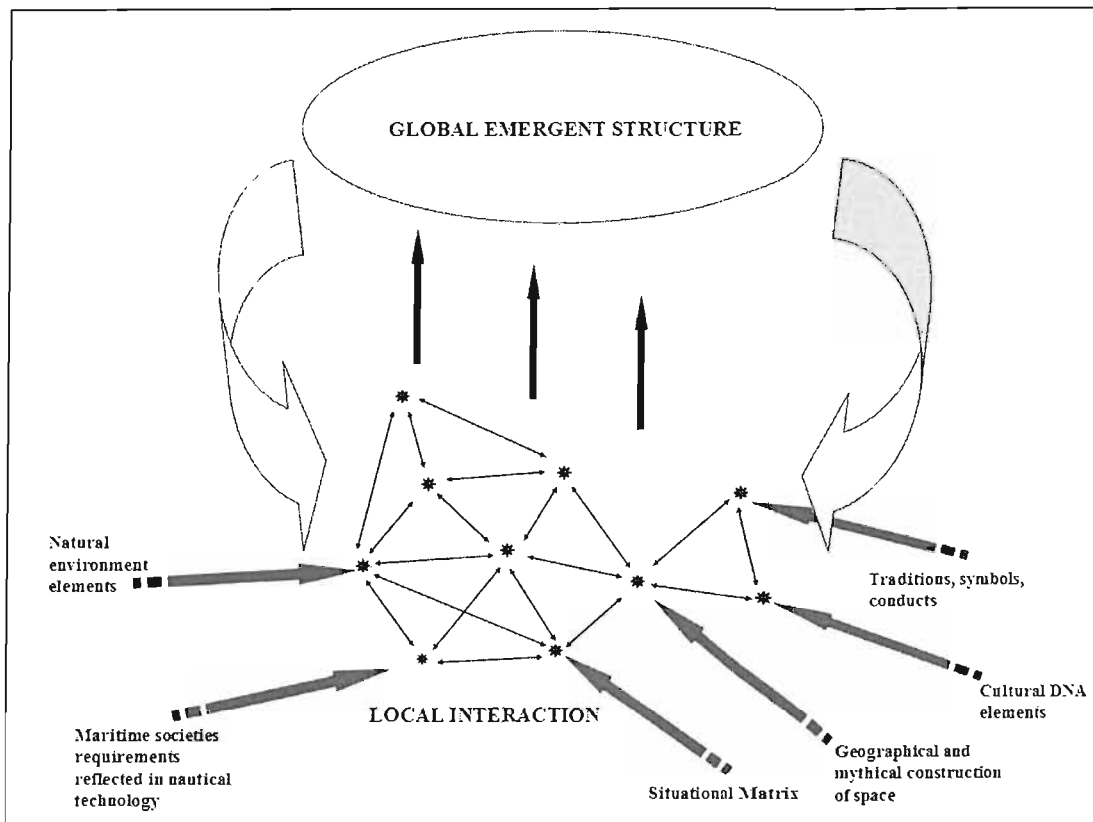 GLOBAL EMERGENT STRUCTURE
Natural
environment
elements
Traditions, symbols,
conducts
Cultural DNA
elements
LOCAL INTERACTION
Maritime societies
requirements
reflected in nautical
technology
Situational Matrix
Geographical and
mythical construction
of space